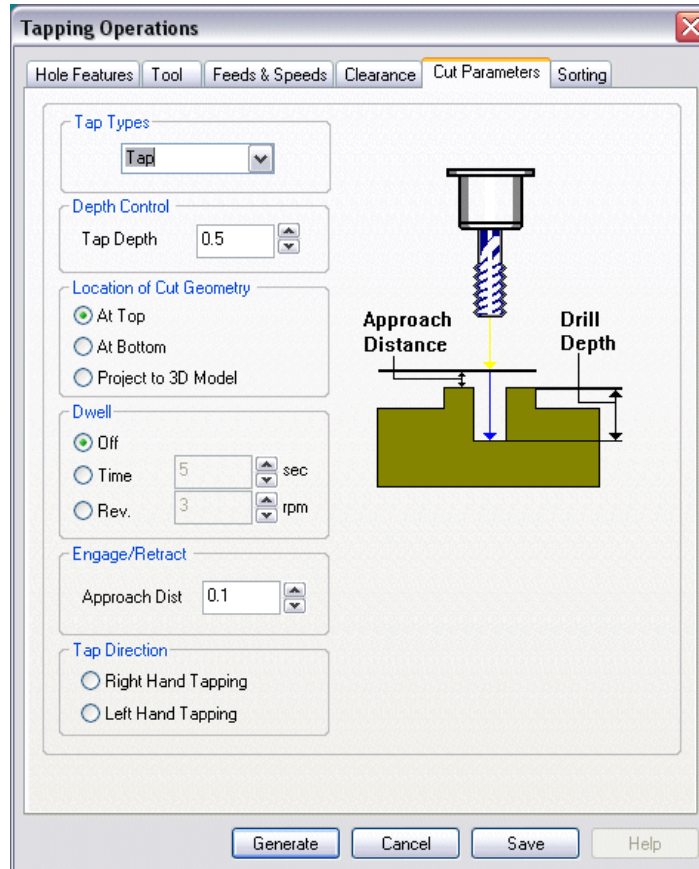 Tapping Operations
Hole Features Tool Feeds & Speeds Clearance Cut Parameters Sorting
Tap Types
Tap
Depth Control
Tap Depth 0.5
Location of Cut Geometry
At Top
At Bottom
Project to 3D Model
Dwell
Off
Time 5 sec
Rev. 3 rpm
Engage/Retract
Approach Dist 0.1
Tap Direction
Right Hand Tapping
Left Hand Tapping
Approach
Distance
Drill
Depth
Generate Cancel Save Help